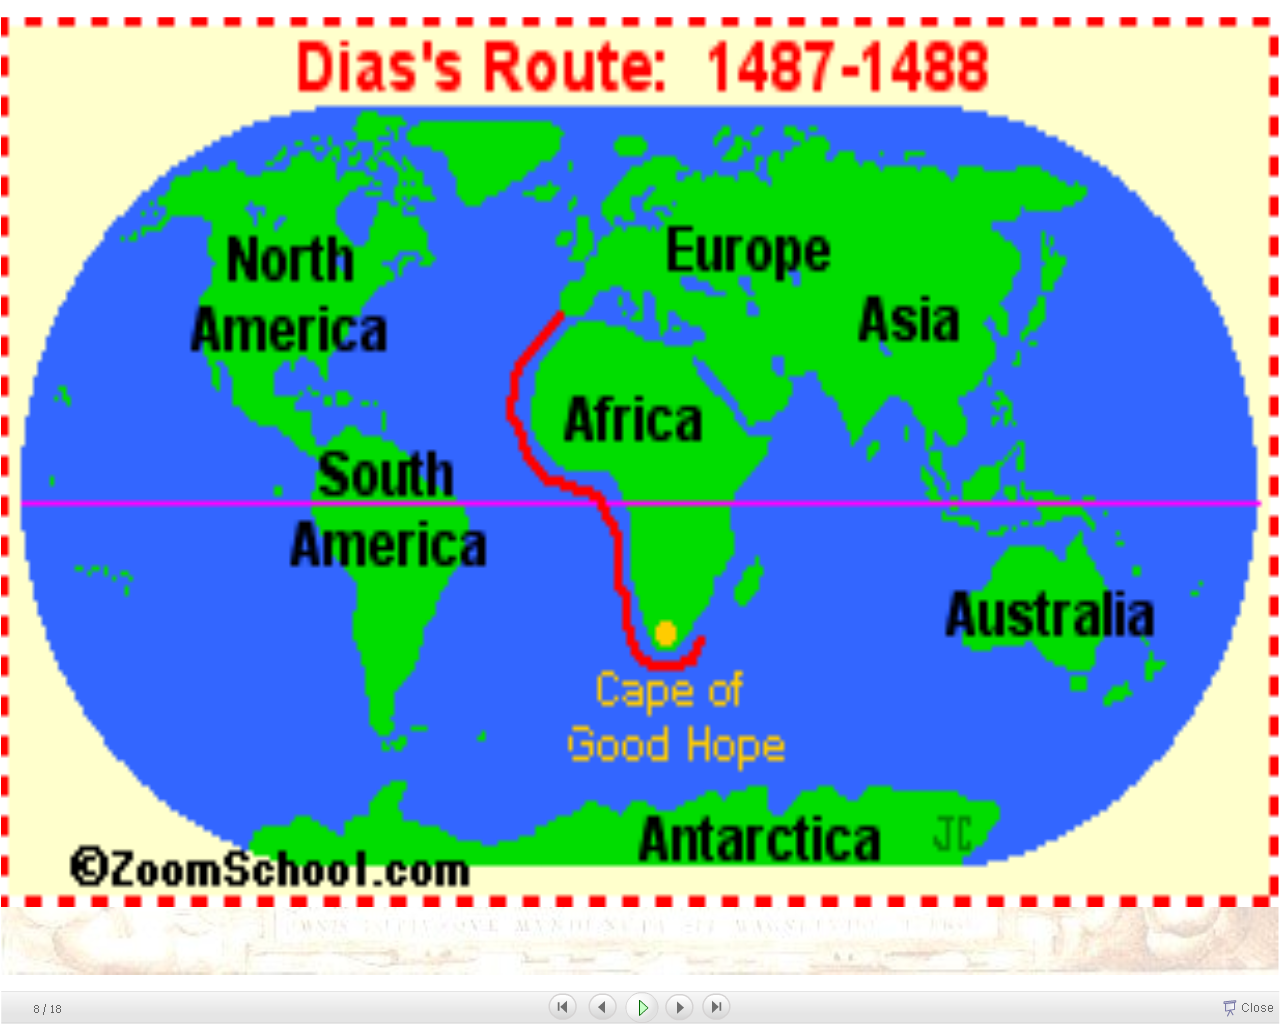 Dias's Route: 1487-1488
North
America
Europe
Asia
Africa
South
America
Australia
Cape of
Good Hope
Antarctica
JC
©ZoomSchool.com
8 / 18
Close